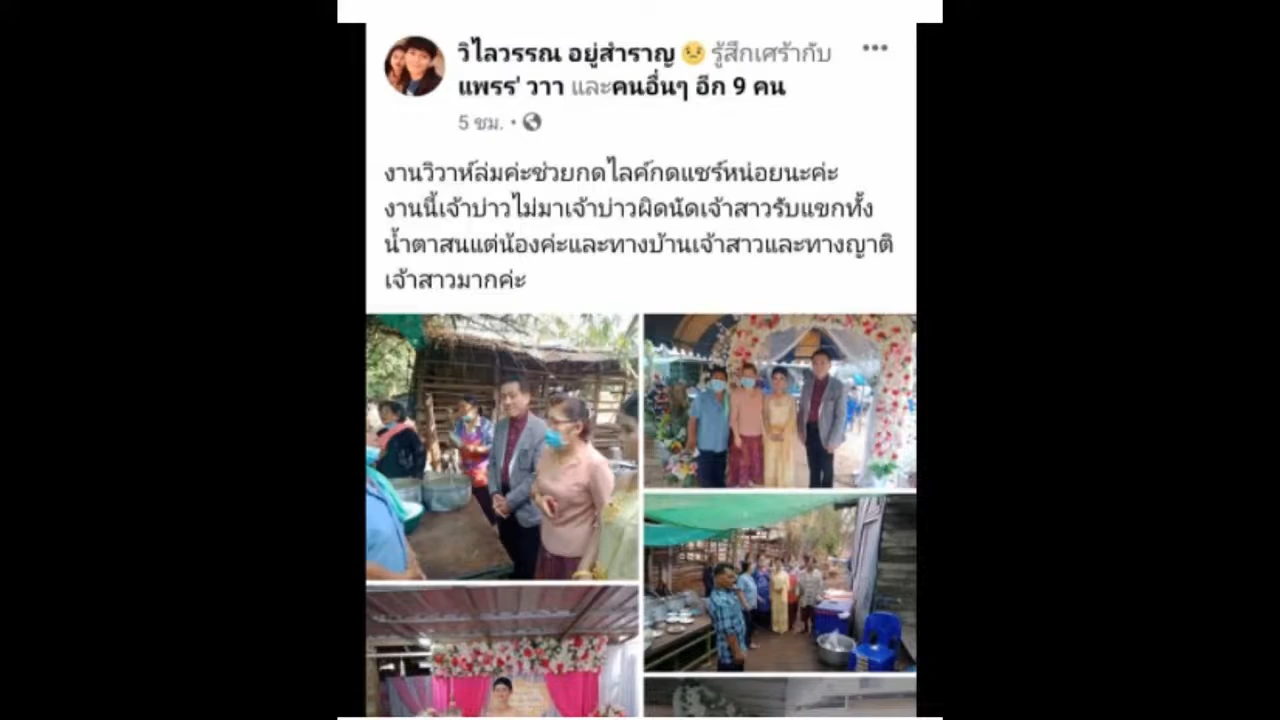 วิไลวรรณ อยู่สำราญ 😟 รู้สึกเศร้ากับ
แพรร' วาา และคนอื่นๆ อีก 9 คน
5 ชม. •
งานวิวาห์ล่มค่ะช่วยกดไลค์กดแชร์หน่อยนะค่ะ
งานนี้เจ้าบ่าวไม่มาเจ้าบ่าวผิดนัดเจ้าสาวรับแขกทั้ง
น้ำตาสนแต่น้องค่ะและทางบ้านเจ้าสาวและทางญาติ
เจ้าสาวมากค่ะ